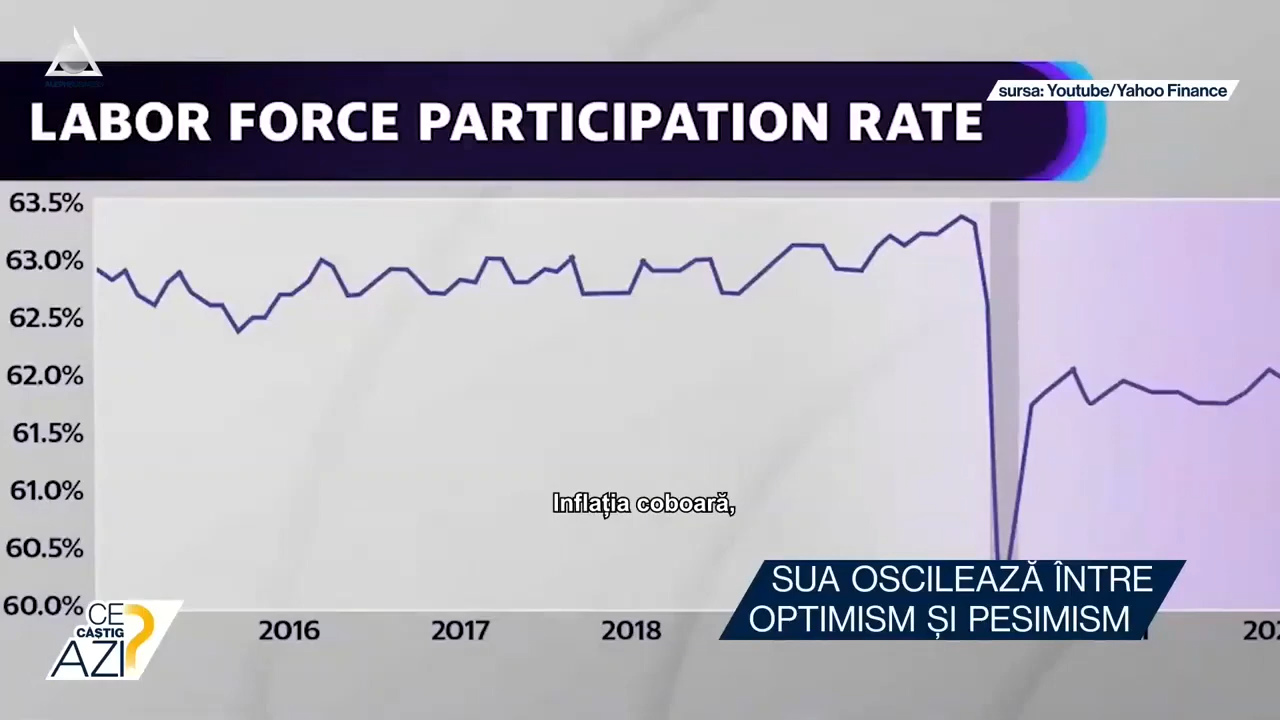 sursa: Youtube/Yahoo Finance
LABOR FORCE PARTICIPATION RATE
63.5%
63.0%
62.5%
62.0%
61.5%
61.0%
60.5%
60.0%
2016
2017
2018
Inflația coboară,
SUA OSCILEAZĂ ÎNTRE
OPTIMISM ȘI PESIMISM
CE
CÂȘTIG
AZI?